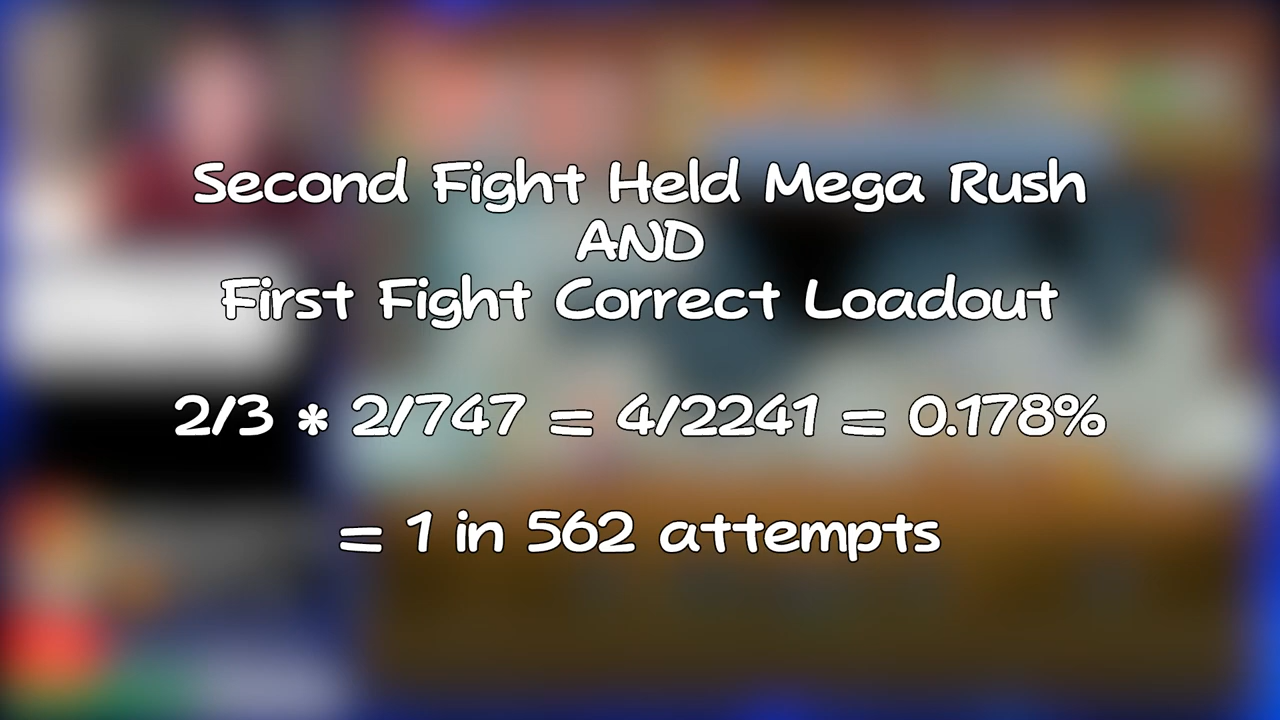 Second Fight Held Mega Rush
AND
First Fight Correct Loadout
2/3 * 2/747 = 4/2241 = 0.178%
= 1 in 562 attempts